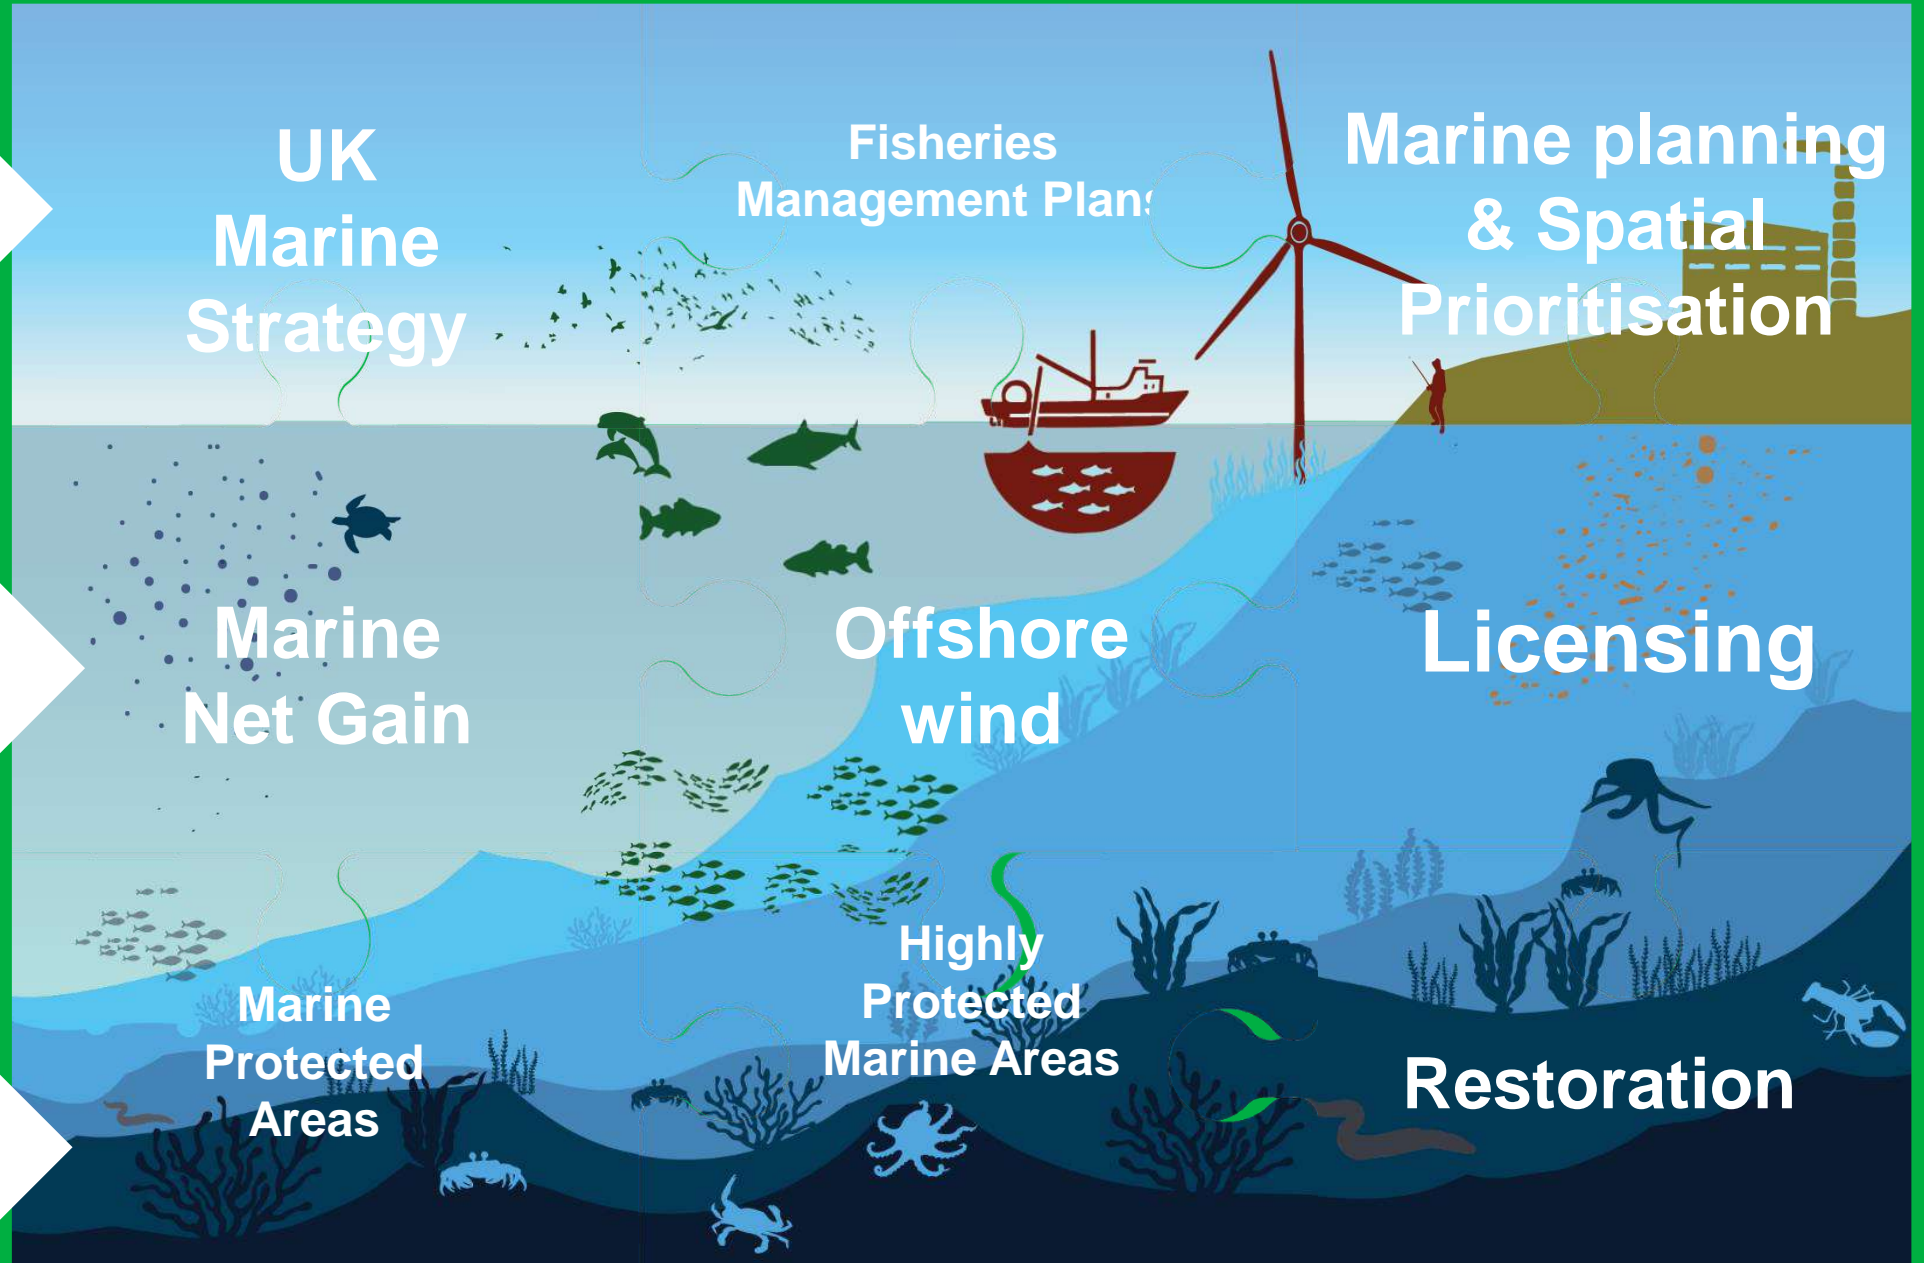 UK
Marine
Strategy
Fisheries
Management Plans
Marine planning
& Spatial
Prioritisation
Marine
Net Gain
Offshore
wind
Licensing
Marine
Protected
Areas
Highly
Protected
Marine Areas
Restoration